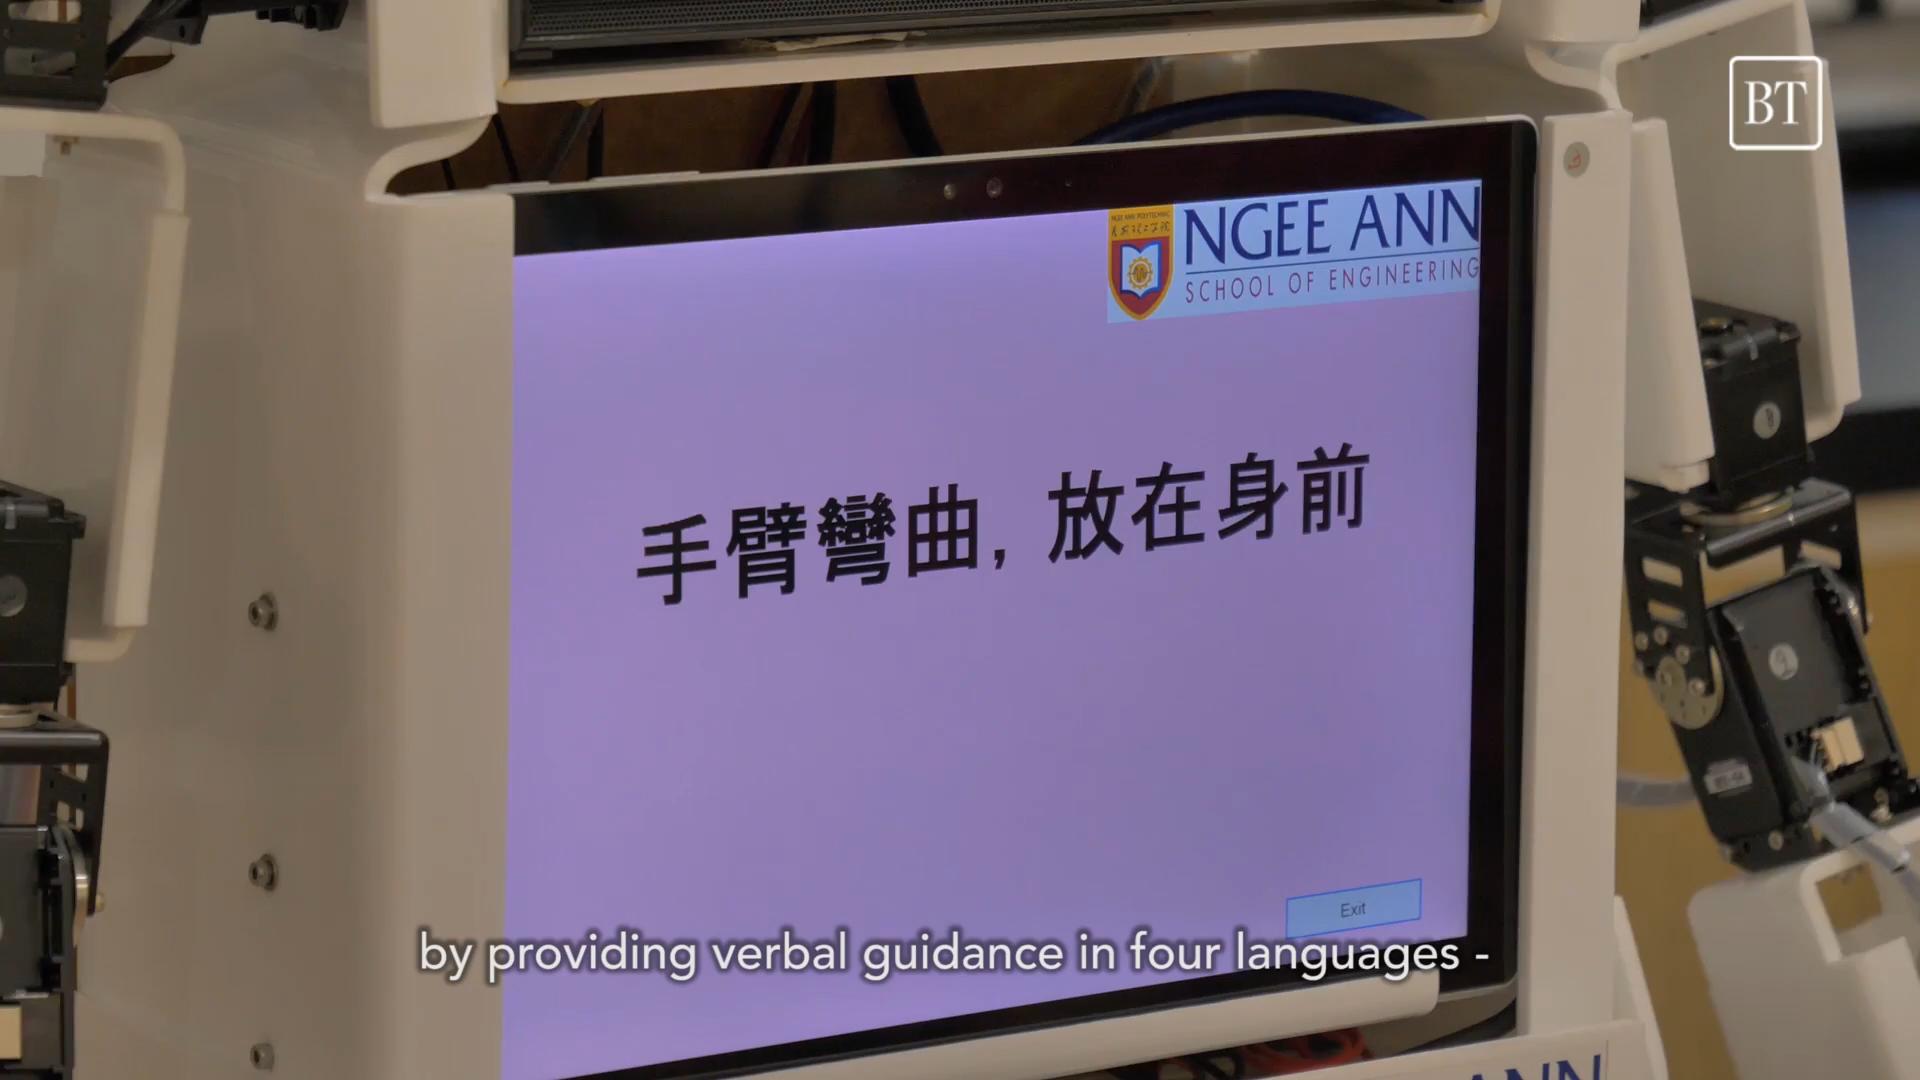 BT
NGEE ANN
SCHOOL OF ENGINEERING
手臂彎曲, 放在身前
Exit
by providing verbal guidance in four languages -